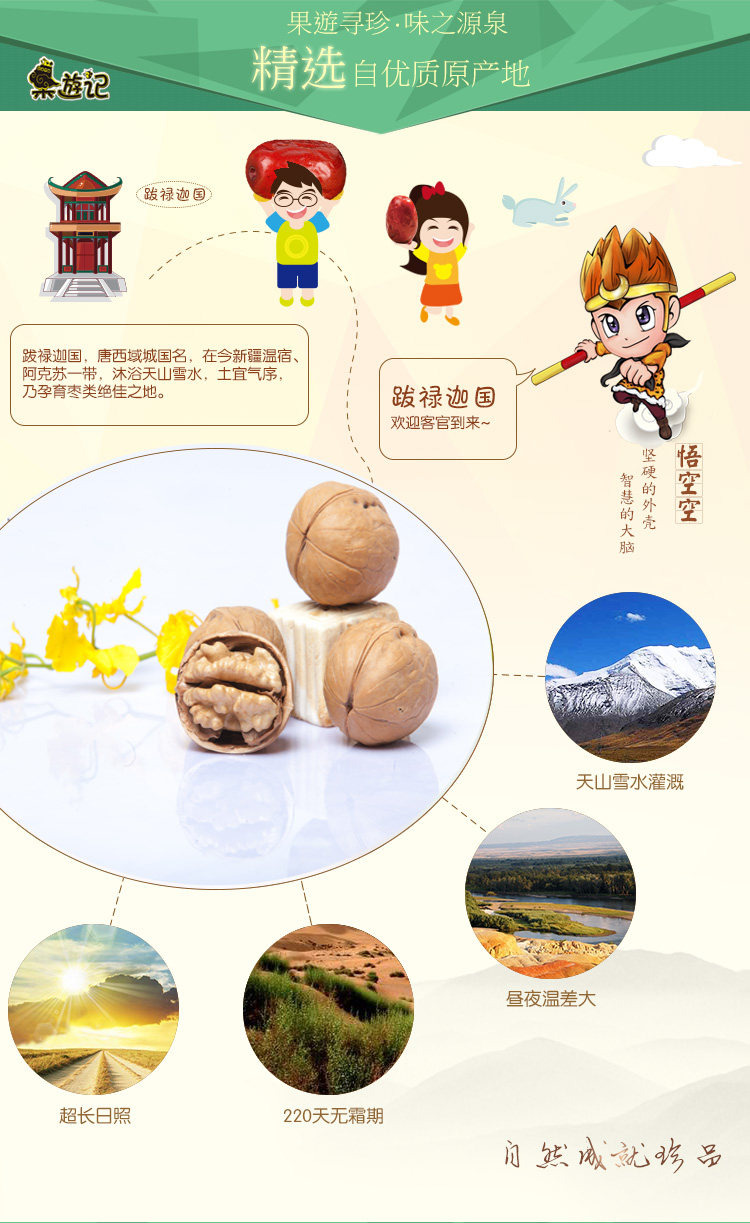 果遊寻珍·味之源泉
精选自优质原产地
果遊记
跋禄迦国
跋禄迦国，唐西域城国名，在今新疆温宿、
阿克苏一带，沐浴天山雪水，土宜气序，
乃孕育枣类绝佳之地。
跋禄迦国
欢迎客官到来~
悟空空
坚硬的外壳
智慧的大脑
天山雪水灌溉
昼夜温差大
超长日照
220天无霜期
自然成就珍品